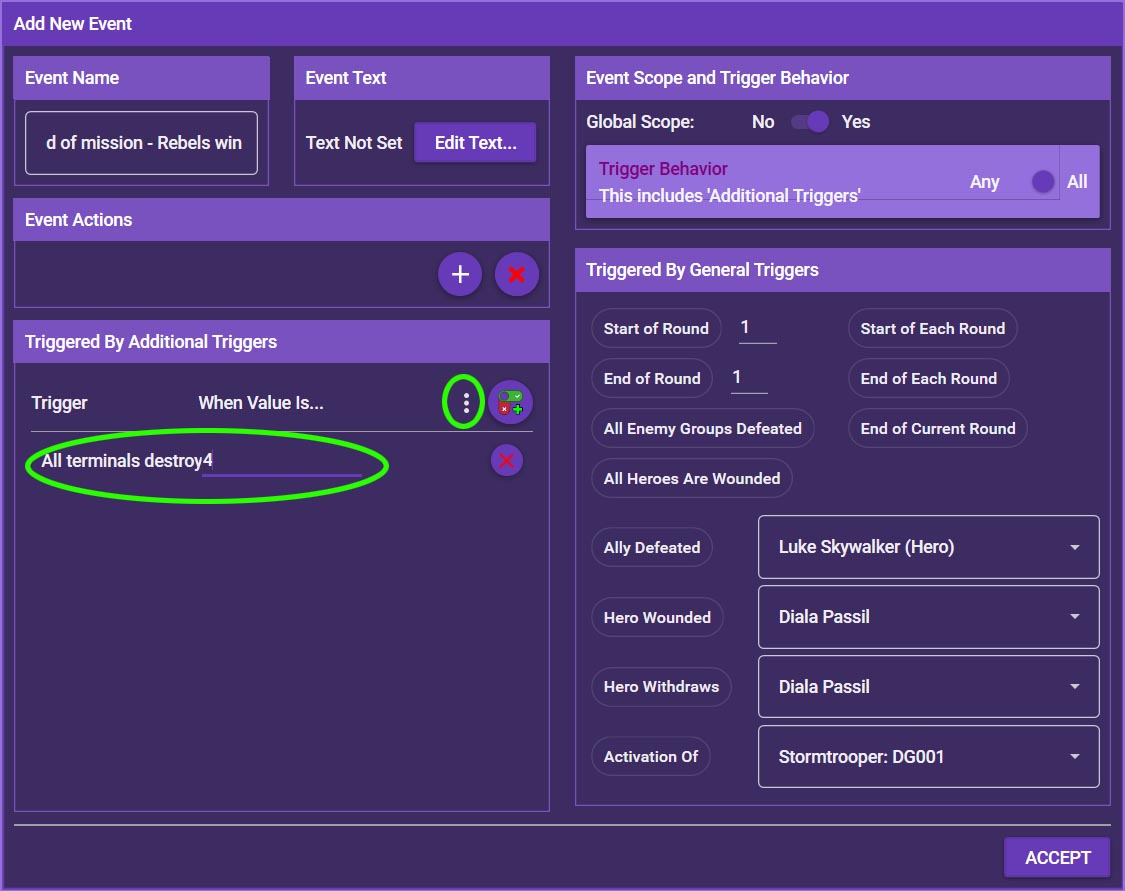 Add New Event
Event Name
d of mission - Rebels win
Event Text
Text Not Set
Edit Text...
Event Actions
Triggered By Additional Triggers
Trigger
When Value Is...
All terminals destroy4
Event Scope and Trigger Behavior
Global Scope:
No
Yes
Trigger Behavior
This includes 'Additional Triggers'
Any
All
Triggered By General Triggers
Start of Round
1
Start of Each Round
End of Round
1
End of Each Round
All Enemy Groups Defeated
End of Current Round
All Heroes Are Wounded
Ally Defeated
Luke Skywalker (Hero)
Hero Wounded
Diala Passil
Hero Withdraws
Diala Passil
Activation Of
Stormtrooper: DG001
ACCEPT